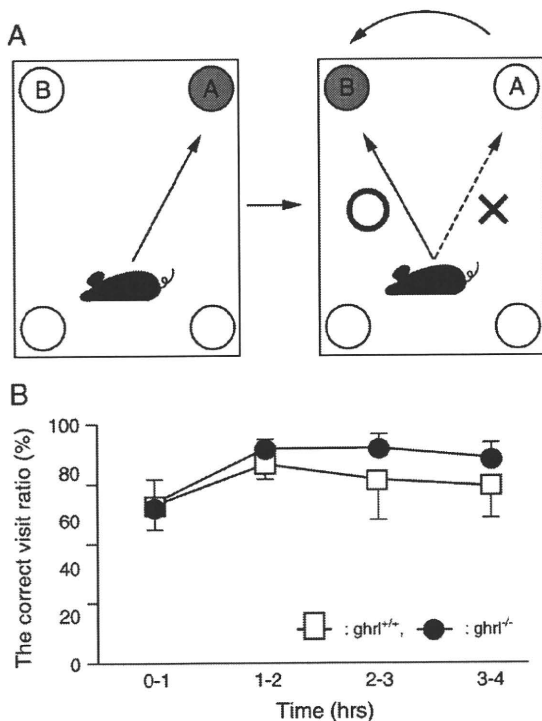 A
B A B A
B
The correct visit ratio (%)
100
80
60
40
20
0
: ghrl+/+, : ghrl-/-
0-1 1-2 2-3 3-4
Time (hrs)